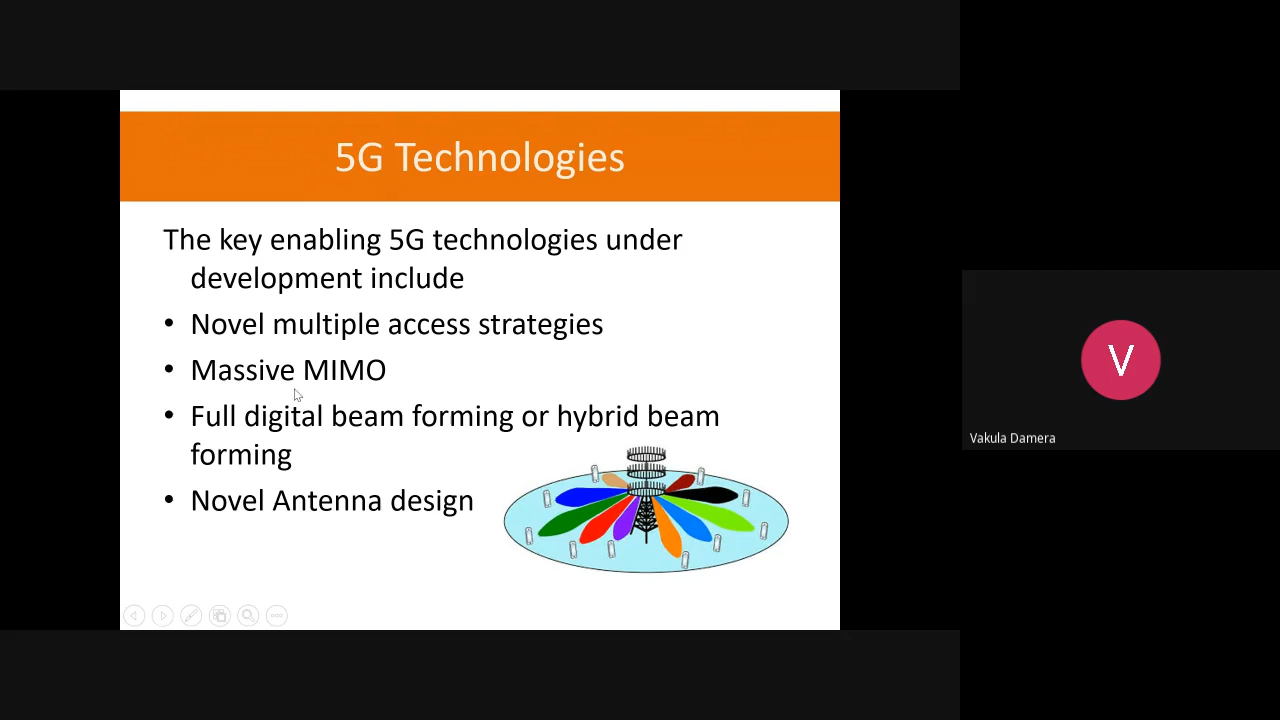 5G Technologies
The key enabling 5G technologies under
development include
• Novel multiple access strategies
• Massive MIMO
• Full digital beam forming or hybrid beam
forming
• Novel Antenna design
V
Vakula Damera